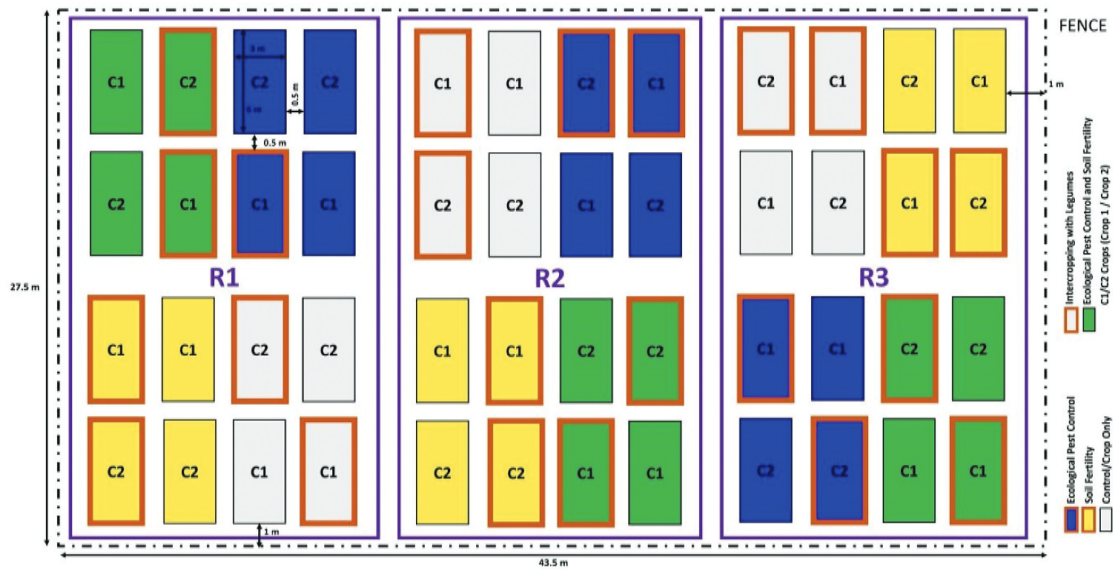 FENCE
C1 C2 C2 C2 C1 C1 C2 C1 C2 C1 C2 C1
3 m
6 m
0.5 m
1 m
0.5 m
C2 C1 C1 C1 C2 C2 C1 C2 C1 C2 C1 C2
R1 R2 R3
27.5 m
C1 C1 C2 C2 C1 C1 C2 C2 C1 C1 C2 C2
C2 C2 C1 C1 C2 C2 C1 C1 C2 C2 C1 C1
1 m
43.5 m
Intercropping with Legumes
Ecological Pest Control and Soil Fertility
C1/C2 Crops (Crop 1 / Crop 2)
Ecological Pest Control
Soil Fertility
Control/Crop Only